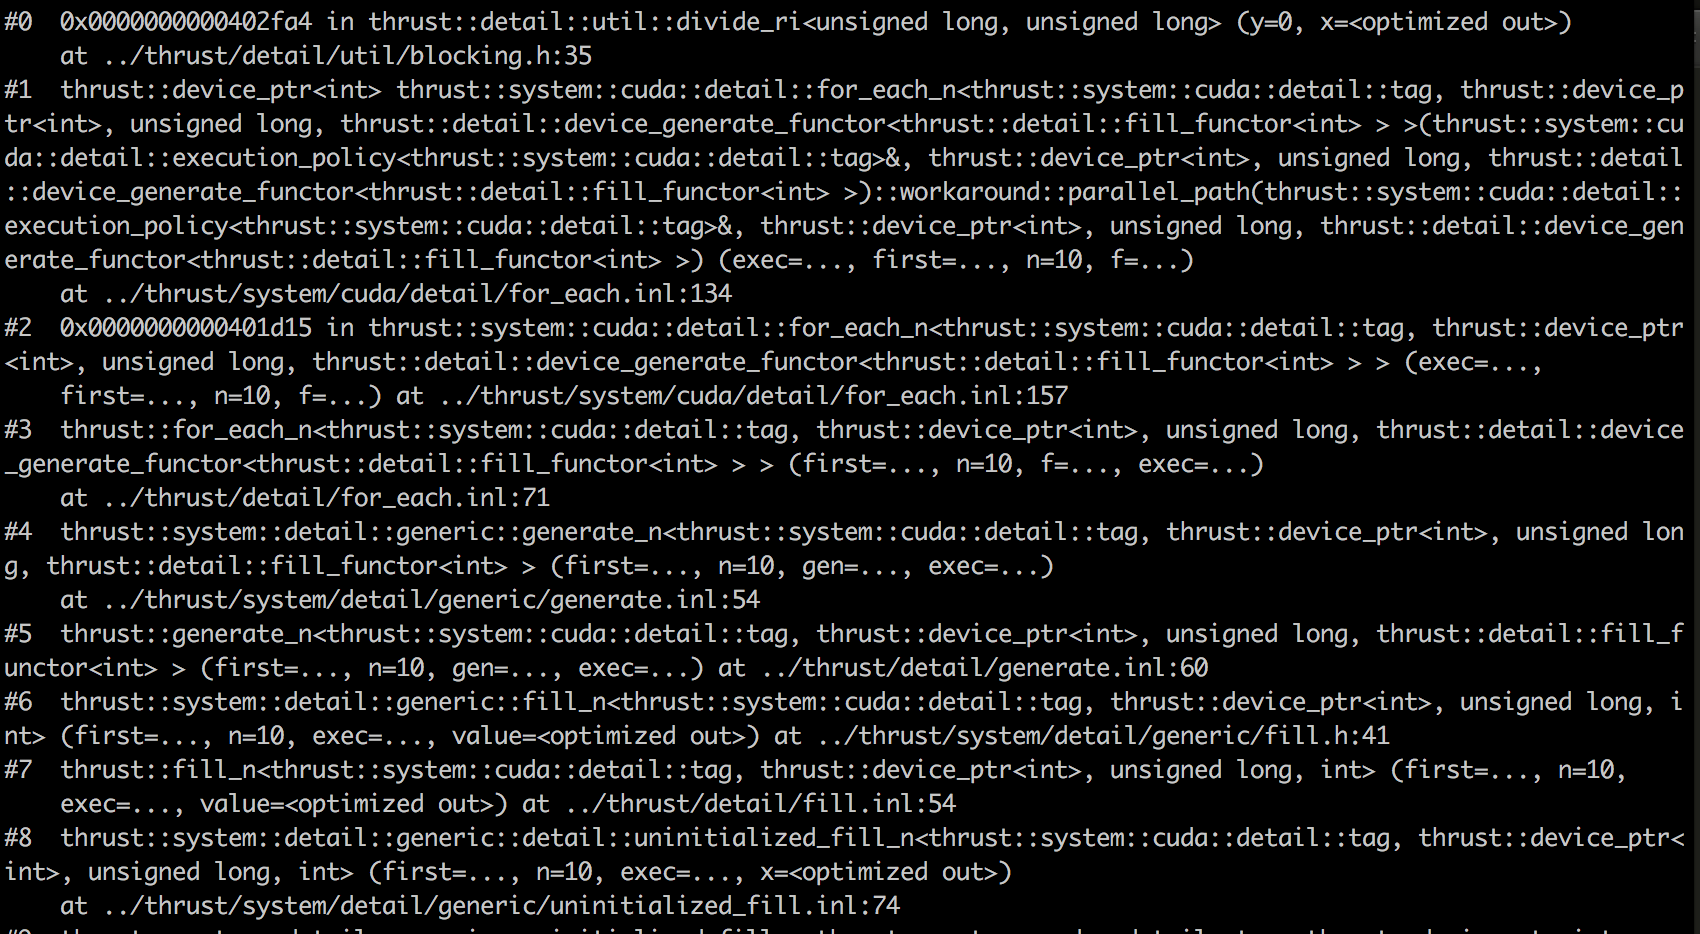 #0  0x0000000000402fa4 in thrust::detail::util::divide_ri<unsigned long, unsigned long> (y=0, x=<optimized out>)
    at ../thrust/detail/util/blocking.h:35
#1  thrust::device_ptr<int> thrust::system::cuda::detail::for_each_n<thrust::system::cuda::detail::tag, thrust::device_p
tr<int>, unsigned long, thrust::detail::device_generate_functor<thrust::detail::fill_functor<int> > >(thrust::system::cu
da::detail::execution_policy<thrust::system::cuda::detail::tag>&, thrust::device_ptr<int>, unsigned long, thrust::detail
::device_generate_functor<thrust::detail::fill_functor<int> >)::workaround::parallel_path(thrust::system::cuda::detail::
execution_policy<thrust::system::cuda::detail::tag>&, thrust::device_ptr<int>, unsigned long, thrust::detail::device_gen
erate_functor<thrust::detail::fill_functor<int> >) (exec=..., first=..., n=10, f=...)
    at ../thrust/system/cuda/detail/for_each.inl:134
#2  0x0000000000401d15 in thrust::system::cuda::detail::for_each_n<thrust::system::cuda::detail::tag, thrust::device_ptr
<int>, unsigned long, thrust::detail::device_generate_functor<thrust::detail::fill_functor<int> > > (exec=...,
    first=..., n=10, f=...) at ../thrust/system/cuda/detail/for_each.inl:157
#3  thrust::for_each_n<thrust::system::cuda::detail::tag, thrust::device_ptr<int>, unsigned long, thrust::detail::device
_generate_functor<thrust::detail::fill_functor<int> > > (first=..., n=10, f=..., exec=...)
    at ../thrust/detail/for_each.inl:71
#4  thrust::system::detail::generic::generate_n<thrust::system::cuda::detail::tag, thrust::device_ptr<int>, unsigned lon
g, thrust::detail::fill_functor<int> > (first=..., n=10, gen=..., exec=...)
    at ../thrust/system/detail/generic/generate.inl:54
#5  thrust::generate_n<thrust::system::cuda::detail::tag, thrust::device_ptr<int>, unsigned long, thrust::detail::fill_f
unctor<int> > (first=..., n=10, gen=..., exec=...) at ../thrust/detail/generate.inl:60
#6  thrust::system::detail::generic::fill_n<thrust::system::cuda::detail::tag, thrust::device_ptr<int>, unsigned long, i
nt> (first=..., n=10, exec=..., value=<optimized out>) at ../thrust/system/detail/generic/fill.h:41
#7  thrust::fill_n<thrust::system::cuda::detail::tag, thrust::device_ptr<int>, unsigned long, int> (first=..., n=10,
    exec=..., value=<optimized out>) at ../thrust/detail/fill.inl:54
#8  thrust::system::detail::generic::detail::uninitialized_fill_n<thrust::system::cuda::detail::tag, thrust::device_ptr<
int>, unsigned long, int> (first=..., n=10, exec=..., x=<optimized out>)
    at ../thrust/system/detail/generic/uninitialized_fill.inl:74